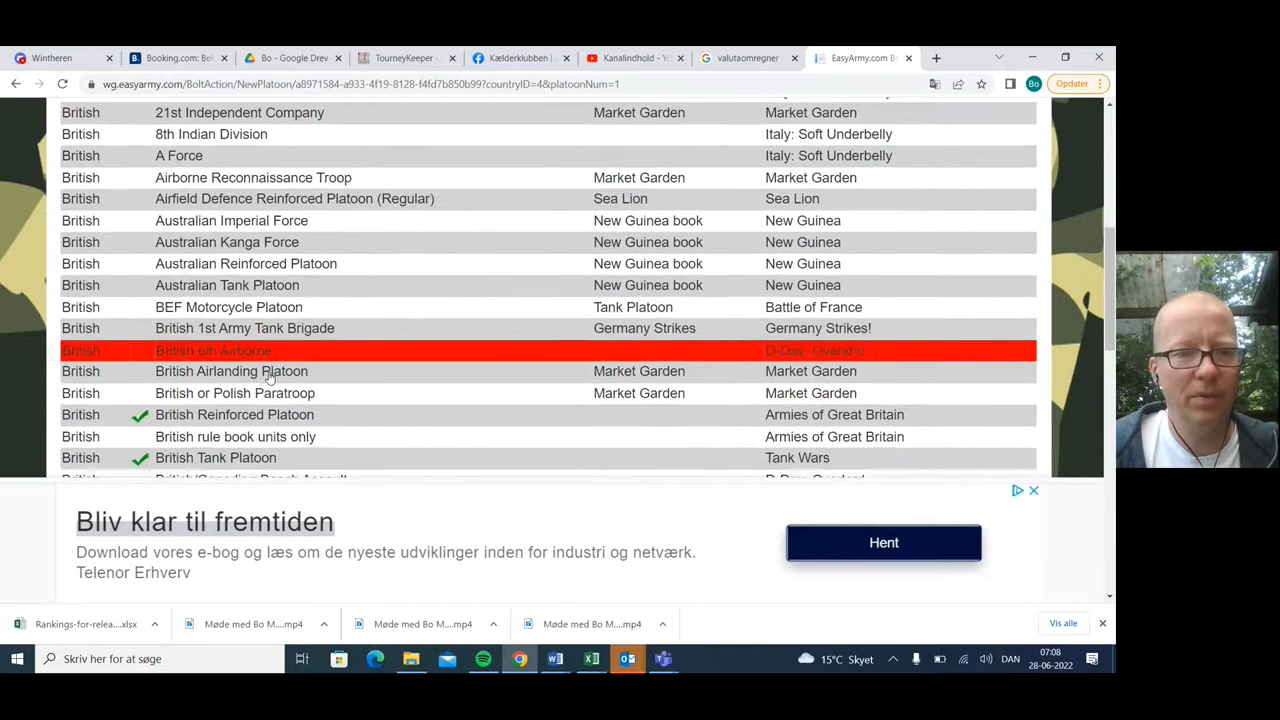 Wintheren
Booking.com: Bel
Bo - Google Drev
TourneyKeeper -
Kælderklubben |
Kanalindhold - Yo
valutaomregner -
EasyArmy.com Bo
wg.easyarmy.com/BoltAction/NewPlatoon/a8971584-a933-4f19-8128-f4fd7b850b99?countryID=4&platoonNum=1
Bo
Opdater
British 21st Independent Company Market Garden Market Garden
British 8th Indian Division Italy: Soft Underbelly
British A Force Italy: Soft Underbelly
British Airborne Reconnaissance Troop Market Garden Market Garden
British Airfield Defence Reinforced Platoon (Regular) Sea Lion Sea Lion
British Australian Imperial Force New Guinea book New Guinea
British Australian Kanga Force New Guinea book New Guinea
British Australian Reinforced Platoon New Guinea book New Guinea
British Australian Tank Platoon New Guinea book New Guinea
British BEF Motorcycle Platoon Tank Platoon Battle of France
British British 1st Army Tank Brigade Germany Strikes Germany Strikes!
British British 6th Airborne D-Day: Overlord
British British Airlanding Platoon Market Garden Market Garden
British British or Polish Paratroop Market Garden Market Garden
British British Reinforced Platoon Armies of Great Britain
British British rule book units only Armies of Great Britain
British British Tank Platoon Tank Wars
Bliv klar til fremtiden
Download vores e-bog og læs om de nyeste udviklinger inden for industri og netværk.
Telenor Erhverv
Hent
Rankings-for-relea....xlsx
Møde med Bo M....mp4
Møde med Bo M....mp4
Møde med Bo M....mp4
Vis alle
Skriv her for at søge
15°C Skyet
DAN
07:08
28-06-2022